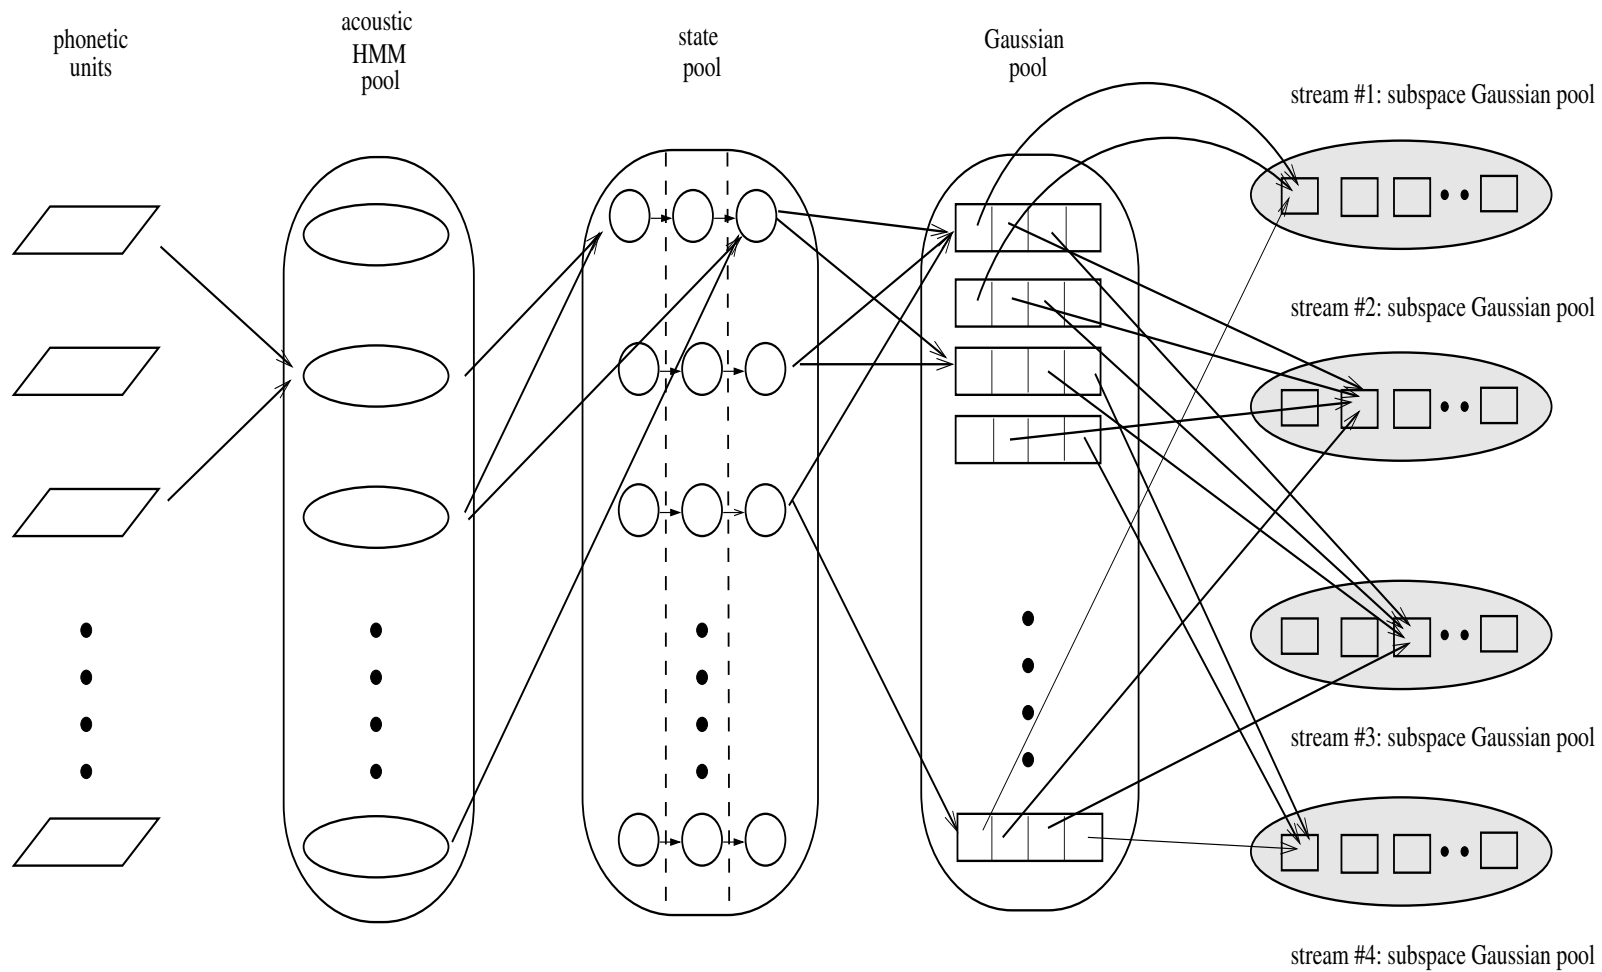 phonetic
units
acoustic
HMM
pool
state
pool
Gaussian
pool
stream #1: subspace Gaussian pool
stream #2: subspace Gaussian pool
stream #3: subspace Gaussian pool
stream #4: subspace Gaussian pool